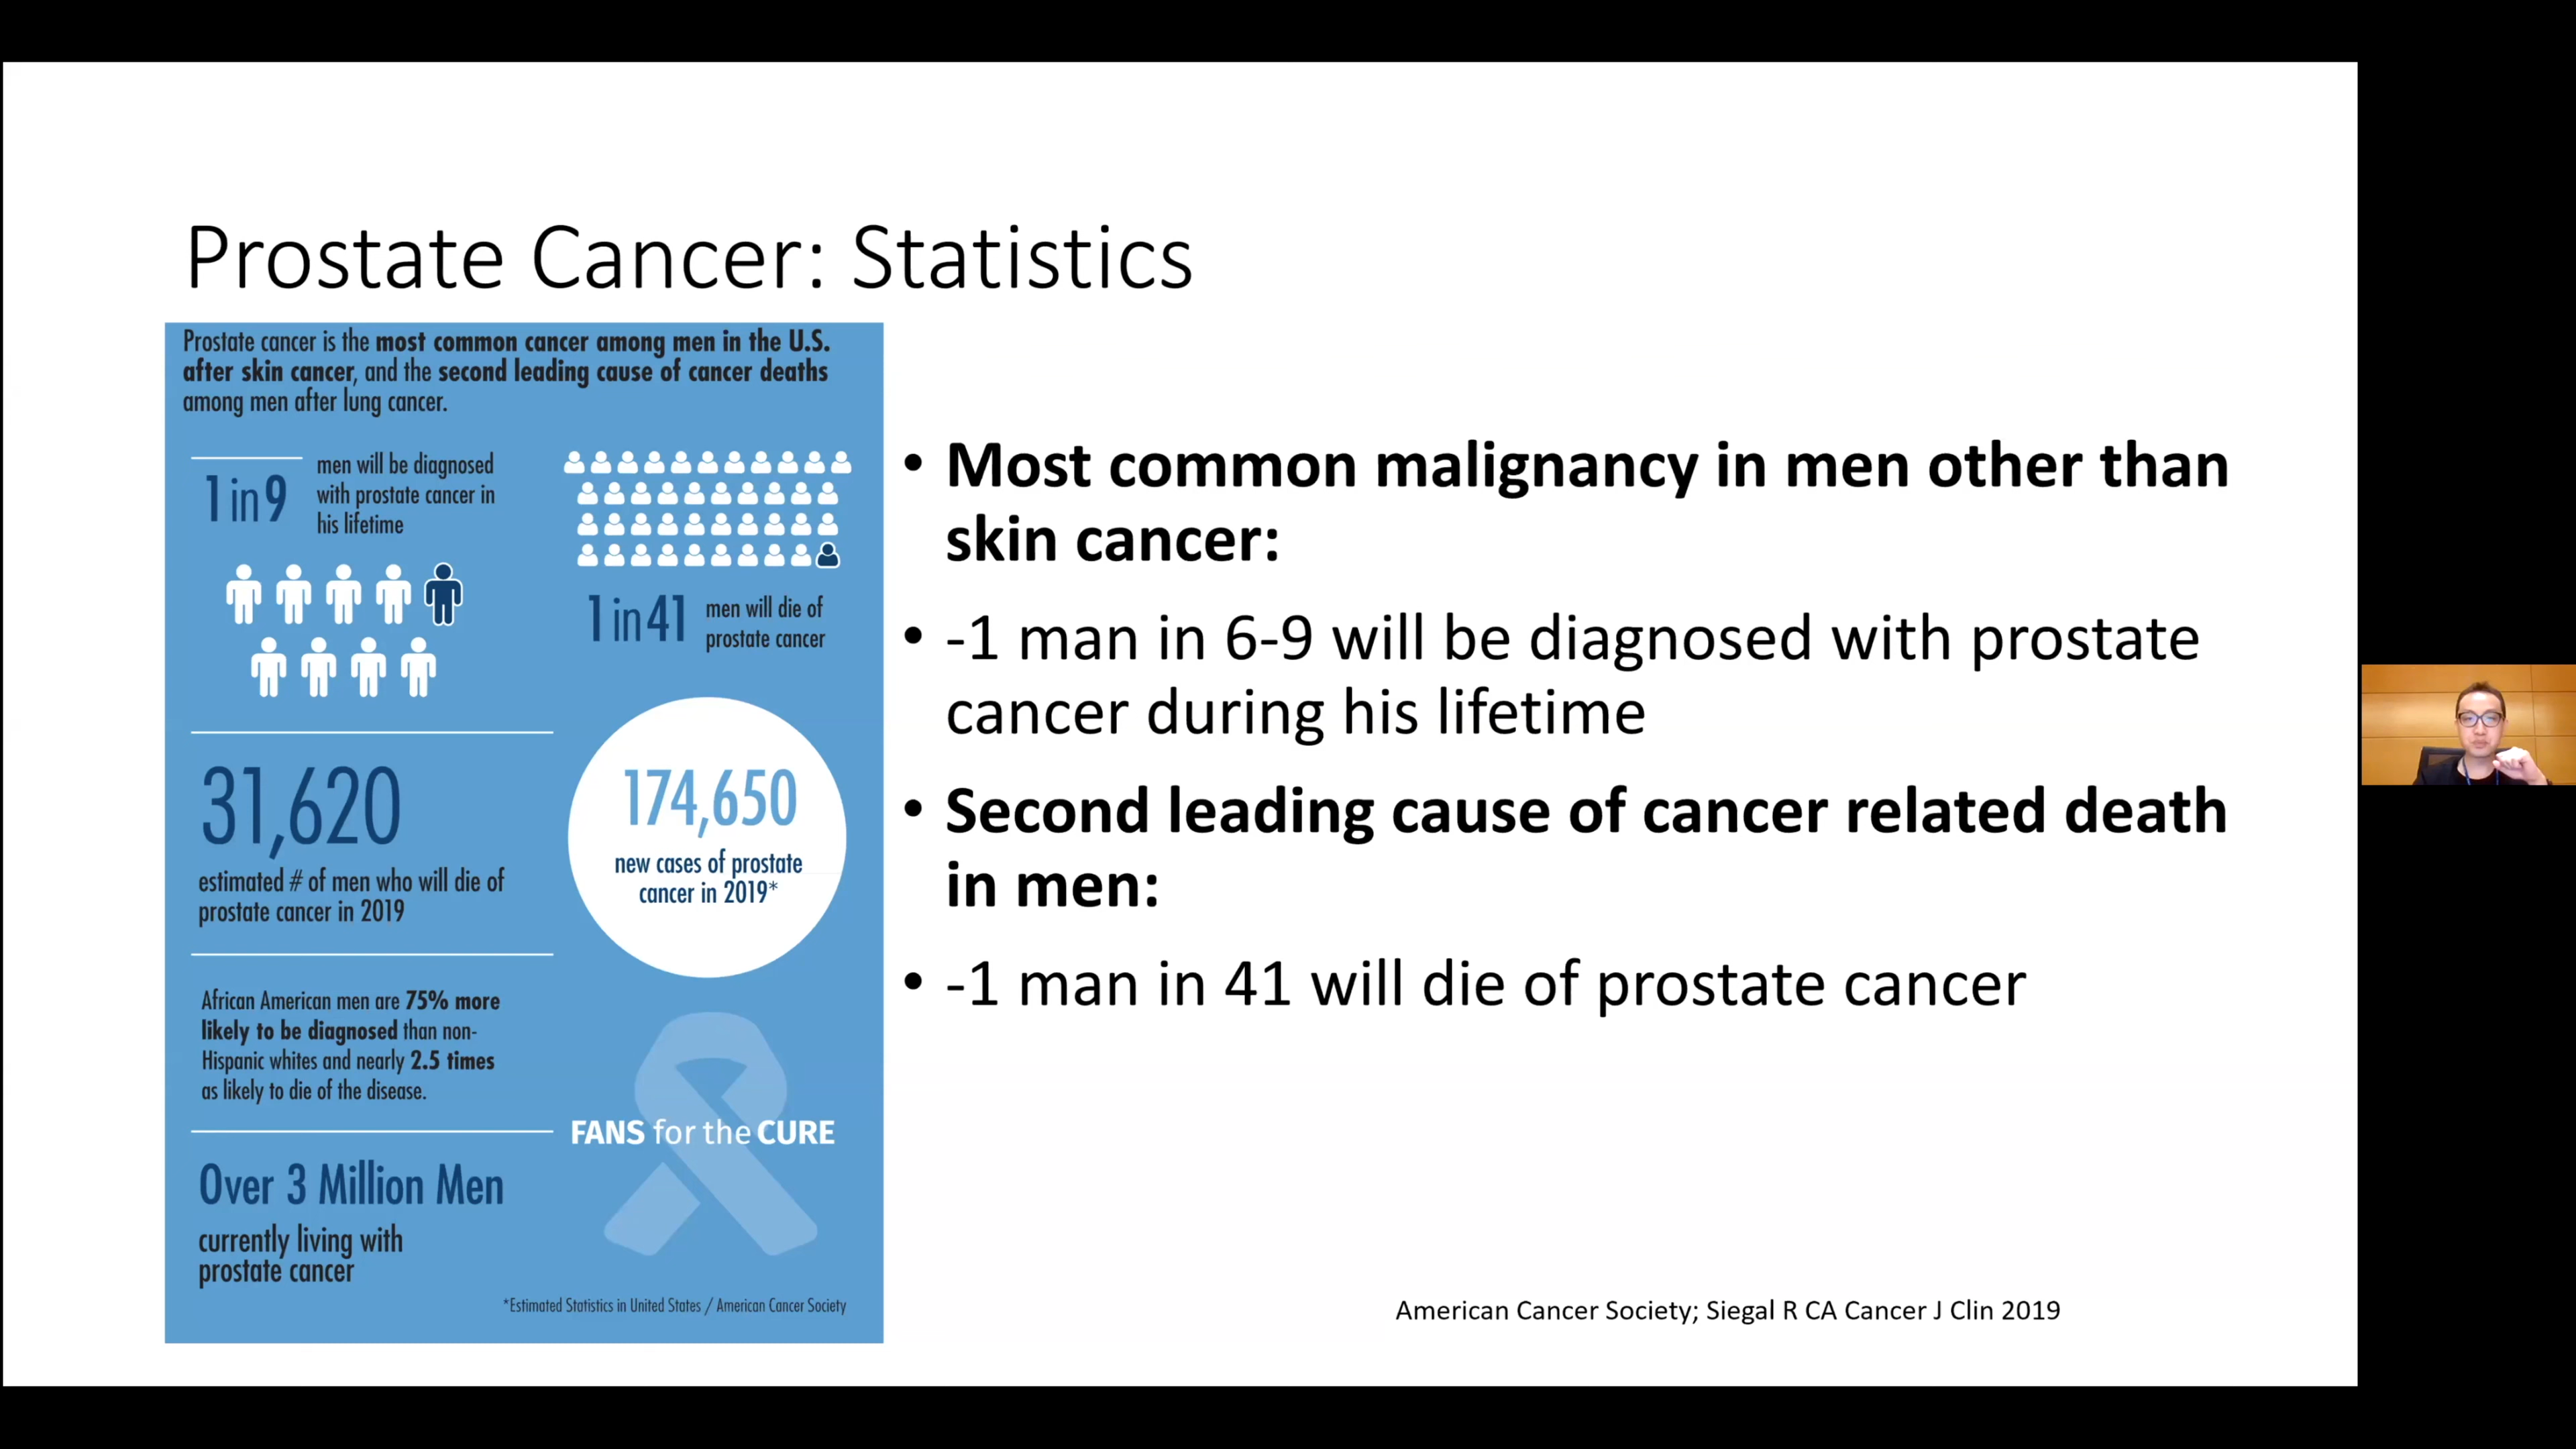 Prostate Cancer: Statistics
Prostate cancer is the most common cancer among men in the U.S.
after skin cancer, and the second leading cause of cancer deaths
among men after lung cancer.
1 in 9
men will be diagnosed
with prostate cancer in
his lifetime
1 in 41
men will die of
prostate cancer
31,620
estimated # of men who will die of
prostate cancer in 2019
174,650
new cases of prostate
cancer in 2019*
African American men are 75% more
likely to be diagnosed than non-
Hispanic whites and nearly 2.5 times
as likely to die of the disease.
FANS for the CURE
Over 3 Million Men
currently living with
prostate cancer
*Estimated Statistics in United States / American Cancer Society
• Most common malignancy in men other than
skin cancer:
• -1 man in 6-9 will be diagnosed with prostate
cancer during his lifetime
• Second leading cause of cancer related death
in men:
• -1 man in 41 will die of prostate cancer
American Cancer Society; Siegal R CA Cancer J Clin 2019